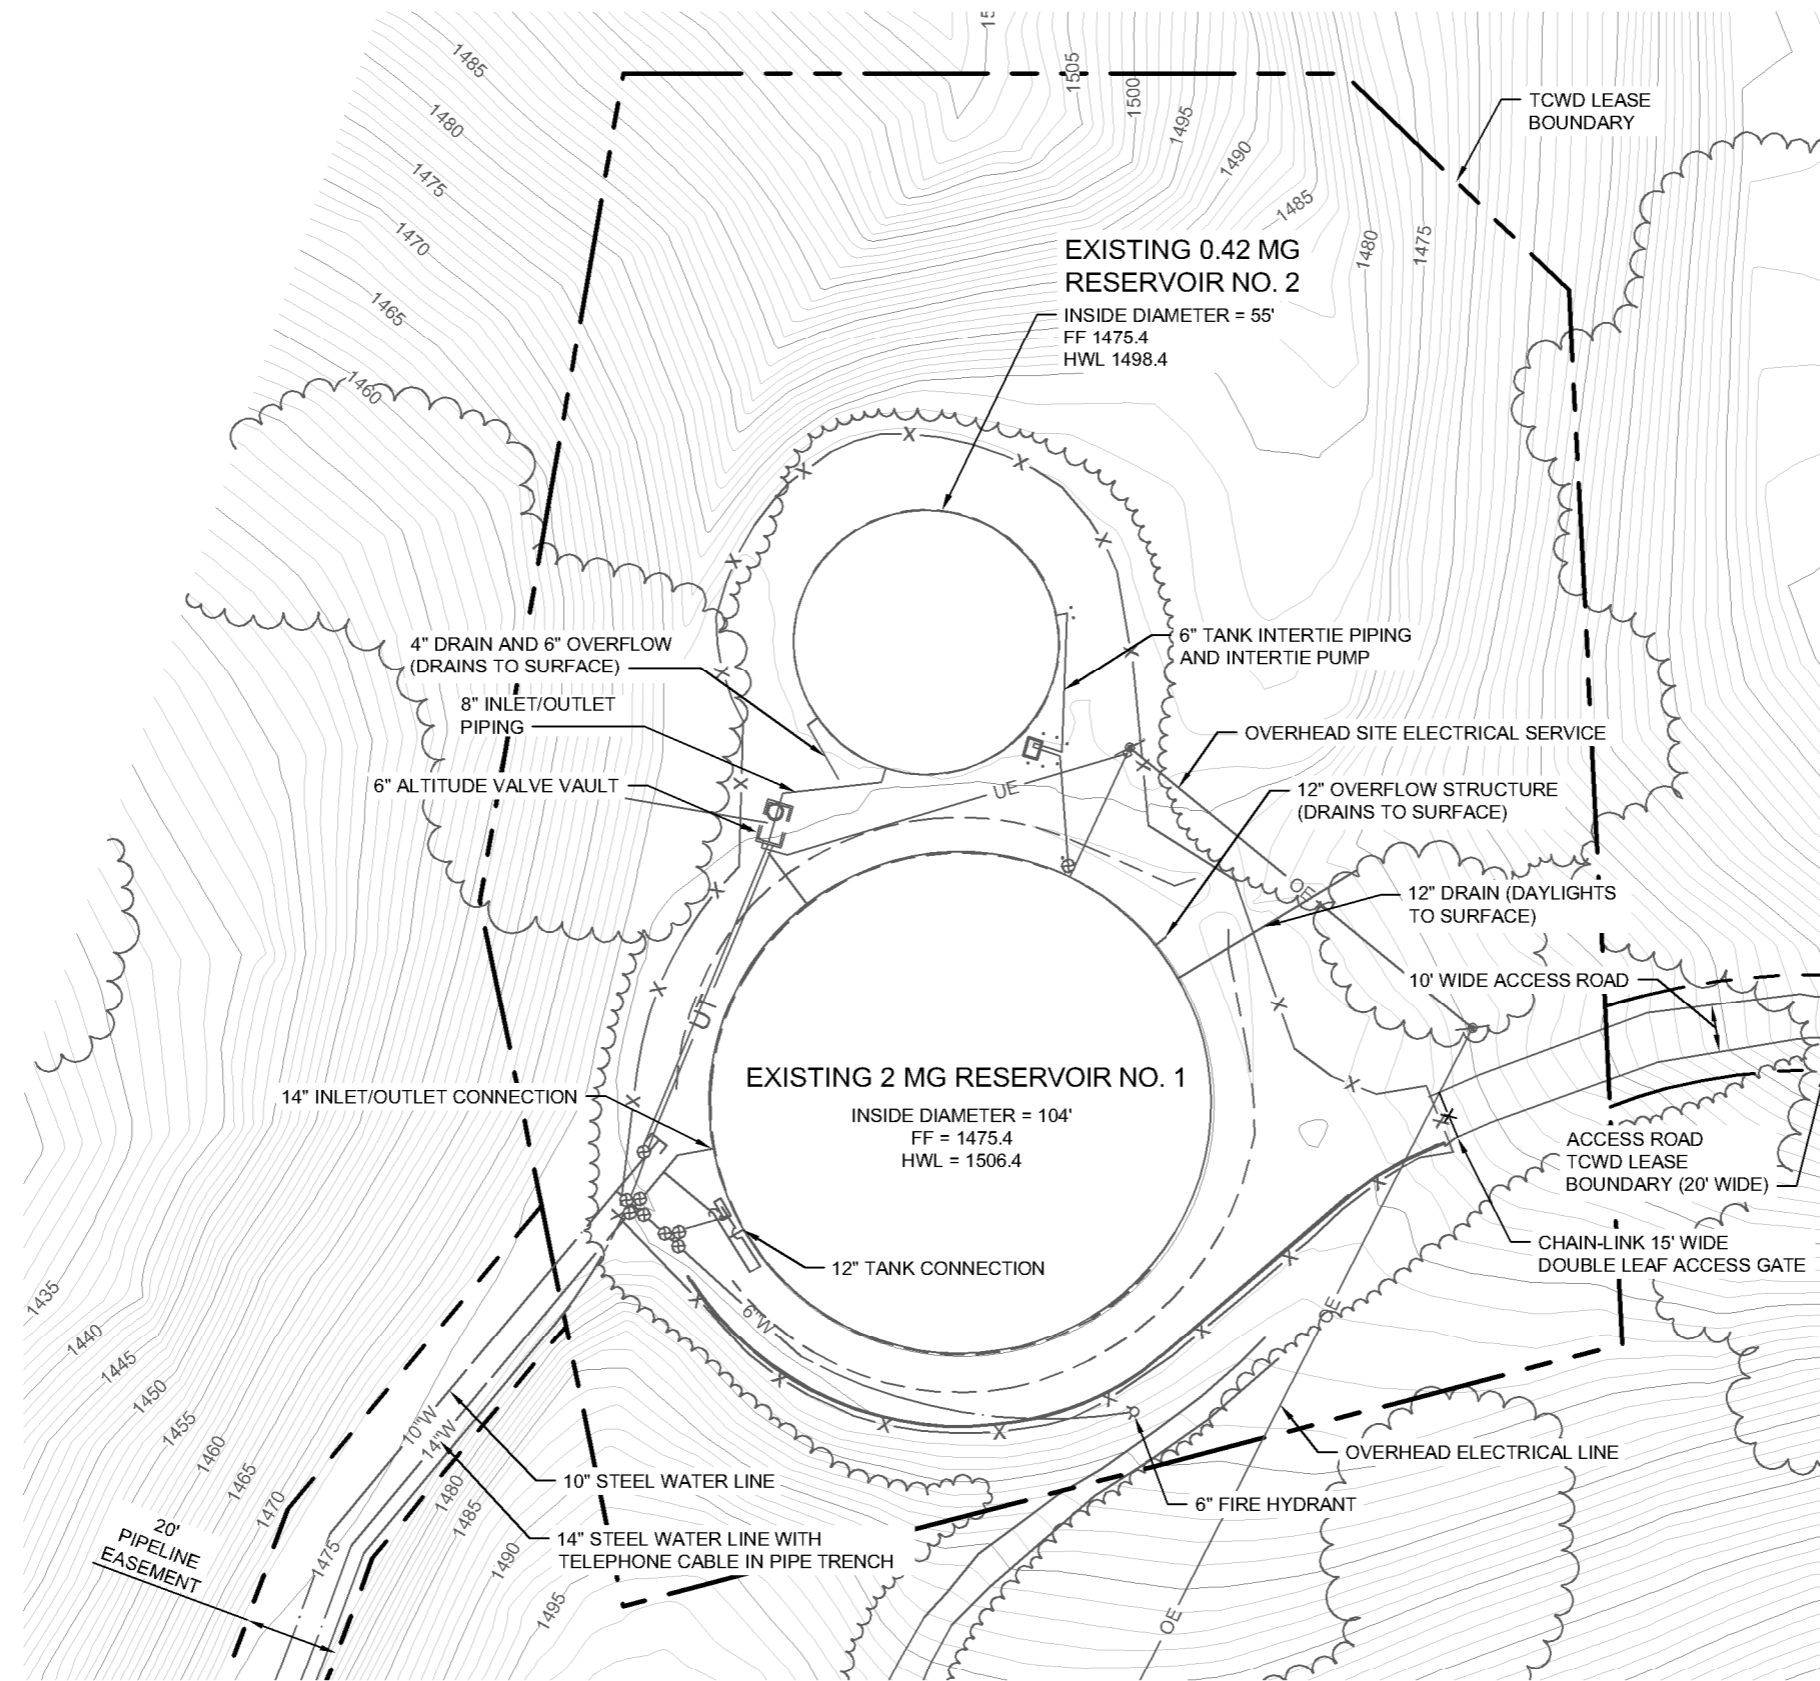 15
1505
1500
1495
1490
1485
1480
1475
1485
1480
1475
1470
1465
1460
TCWD LEASE
BOUNDARY
EXISTING 0.42 MG
RESERVOIR NO. 2
INSIDE DIAMETER = 55'
FF 1475.4
HWL 1498.4
4" DRAIN AND 6" OVERFLOW
(DRAINS TO SURFACE)
8" INLET/OUTLET
PIPING
6" ALTITUDE VALVE VAULT
6" TANK INTERTIE PIPING
AND INTERTIE PUMP
OVERHEAD SITE ELECTRICAL SERVICE
12" OVERFLOW STRUCTURE
(DRAINS TO SURFACE)
12" DRAIN (DAYLIGHTS
TO SURFACE)
10' WIDE ACCESS ROAD
UE
OE
UT
EXISTING 2 MG RESERVOIR NO. 1
INSIDE DIAMETER = 104'
FF = 1475.4
HWL = 1506.4
14" INLET/OUTLET CONNECTION
12" TANK CONNECTION
ACCESS ROAD
TCWD LEASE
BOUNDARY (20' WIDE)
CHAIN-LINK 15' WIDE
DOUBLE LEAF ACCESS GATE
6"W
OE
OVERHEAD ELECTRICAL LINE
6" FIRE HYDRANT
OE
10"W
14"W
10" STEEL WATER LINE
14" STEEL WATER LINE WITH
TELEPHONE CABLE IN PIPE TRENCH
20'
PIPELINE
EASEMENT
1435
1440
1445
1450
1455
1460
1465
1470
1475
1480
1485
1490
1495